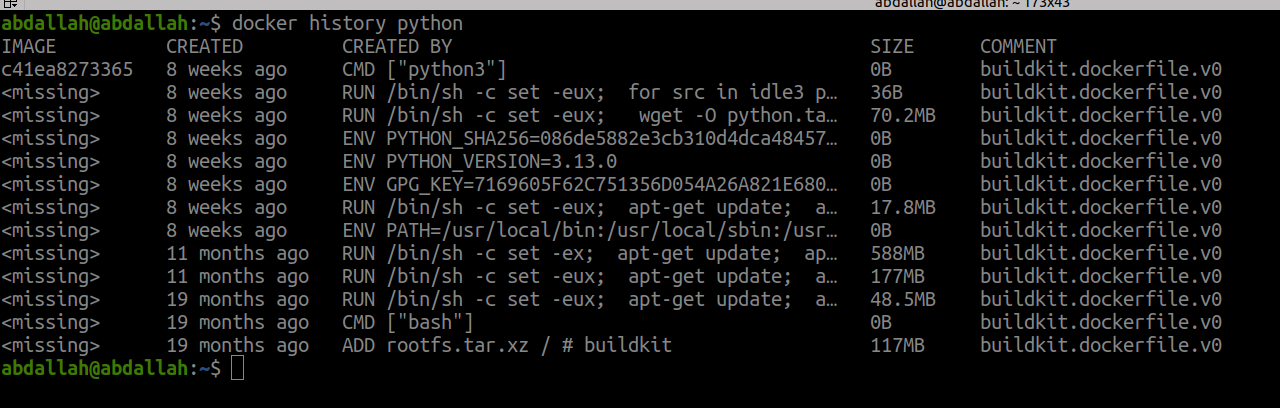 abdallah@abdallah: ~ 173x43
abdallah@abdallah:~$ docker history python
IMAGE CREATED CREATED BY SIZE COMMENT
c41ea8273365 8 weeks ago CMD ["python3"] 0B buildkit.dockerfile.v0
<missing> 8 weeks ago RUN /bin/sh -c set -eux; for src in idle3 p… 36B buildkit.dockerfile.v0
<missing> 8 weeks ago RUN /bin/sh -c set -eux; wget -O python.ta… 70.2MB buildkit.dockerfile.v0
<missing> 8 weeks ago ENV PYTHON_SHA256=086de5882e3cb310d4dca48457… 0B buildkit.dockerfile.v0
<missing> 8 weeks ago ENV PYTHON_VERSION=3.13.0 0B buildkit.dockerfile.v0
<missing> 8 weeks ago ENV GPG_KEY=7169605F62C751356D054A26A821E680… 0B buildkit.dockerfile.v0
<missing> 8 weeks ago RUN /bin/sh -c set -eux; apt-get update; a… 17.8MB buildkit.dockerfile.v0
<missing> 8 weeks ago ENV PATH=/usr/local/bin:/usr/local/sbin:/usr… 0B buildkit.dockerfile.v0
<missing> 11 months ago RUN /bin/sh -c set -ex; apt-get update; ap… 588MB buildkit.dockerfile.v0
<missing> 11 months ago RUN /bin/sh -c set -eux; apt-get update; a… 177MB buildkit.dockerfile.v0
<missing> 19 months ago RUN /bin/sh -c set -eux; apt-get update; a… 48.5MB buildkit.dockerfile.v0
<missing> 19 months ago CMD ["bash"] 0B buildkit.dockerfile.v0
<missing> 19 months ago ADD rootfs.tar.xz / # buildkit 117MB buildkit.dockerfile.v0
abdallah@abdallah:~$